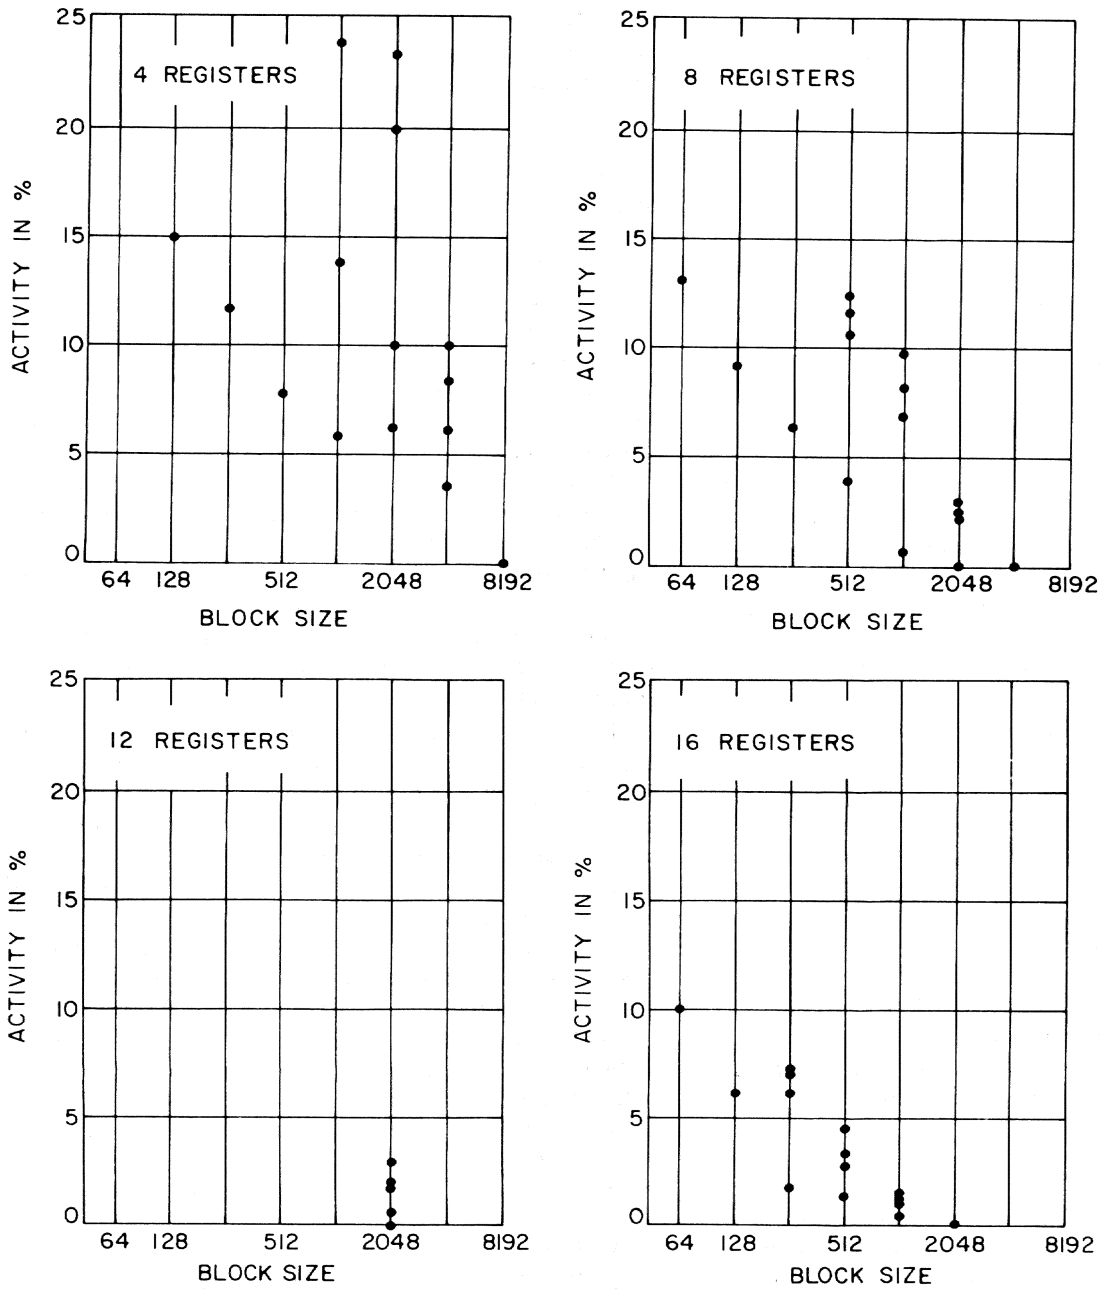 25
4 REGISTERS
20
15
10
5
0
ACTIVITY IN %
64 128 512 2048 8192
BLOCK SIZE
25
8 REGISTERS
20
15
10
5
0
ACTIVITY IN %
64 128 512 2048 8192
BLOCK SIZE
25
12 REGISTERS
20
15
10
5
0
ACTIVITY IN %
64 128 512 2048 8192
BLOCK SIZE
25
16 REGISTERS
20
15
10
5
0
ACTIVITY IN %
64 128 512 2048 8192
BLOCK SIZE